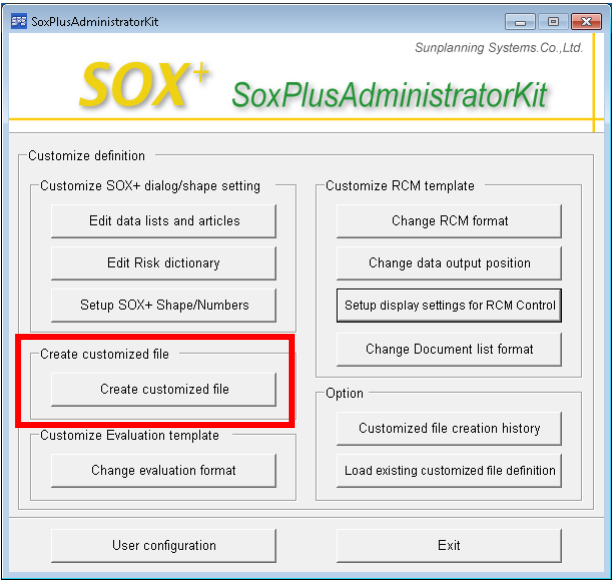 SPS SoxPlusAdministratorKit
Sunplanning Systems.Co.,Ltd.
SOX+ SoxPlusAdministratorKit
Customize definition
Customize SOX+ dialog/shape setting
Edit data lists and articles
Edit Risk dictionary
Setup SOX+ Shape/Numbers
Create customized file
Create customized file
Customize Evaluation template
Change evaluation format
Customize RCM template
Change RCM format
Change data output position
Setup display settings for RCM Control
Change Document list format
Option
Customized file creation history
Load existing customized file definition
User configuration
Exit